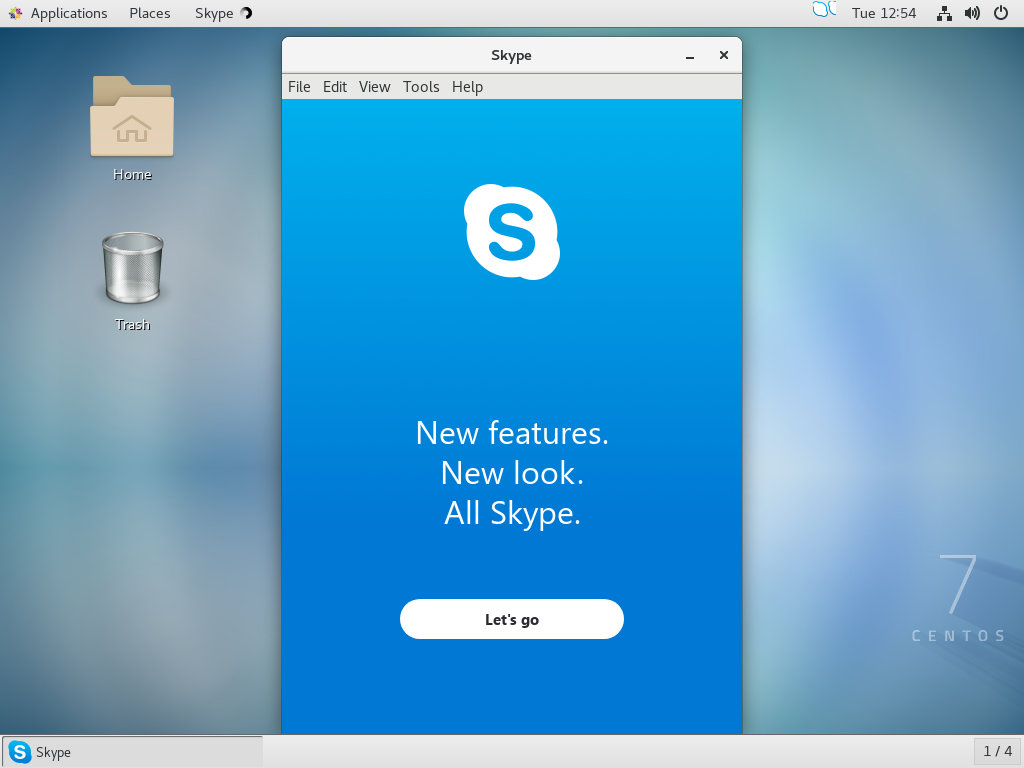 Applications Places Skype Tue 12:54
Skype
File Edit View Tools Help
Home
Trash
S
New features.
New look.
All Skype.
Let's go
7
CENTOS
S Skype 1 / 4